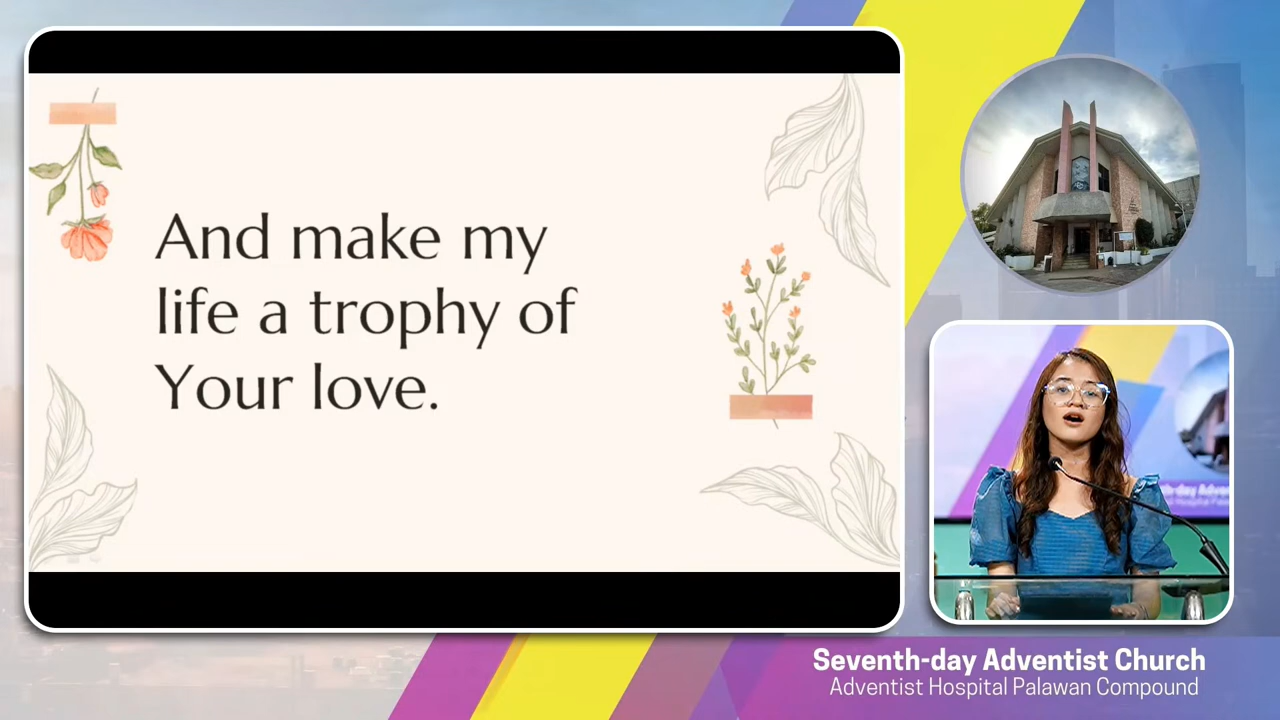 And make my
life a trophy of
Your love.
Seventh-day Adventist Church
Adventist Hospital Palawan Compound